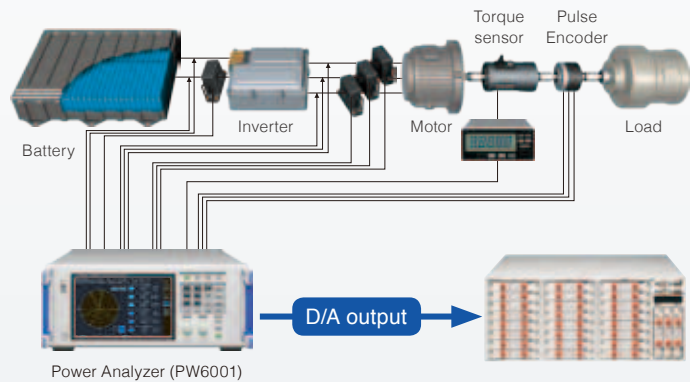 Torque
sensor
Pulse
Encoder
Battery
Inverter
Motor
Load
D/A output
Power Analyzer (PW6001)